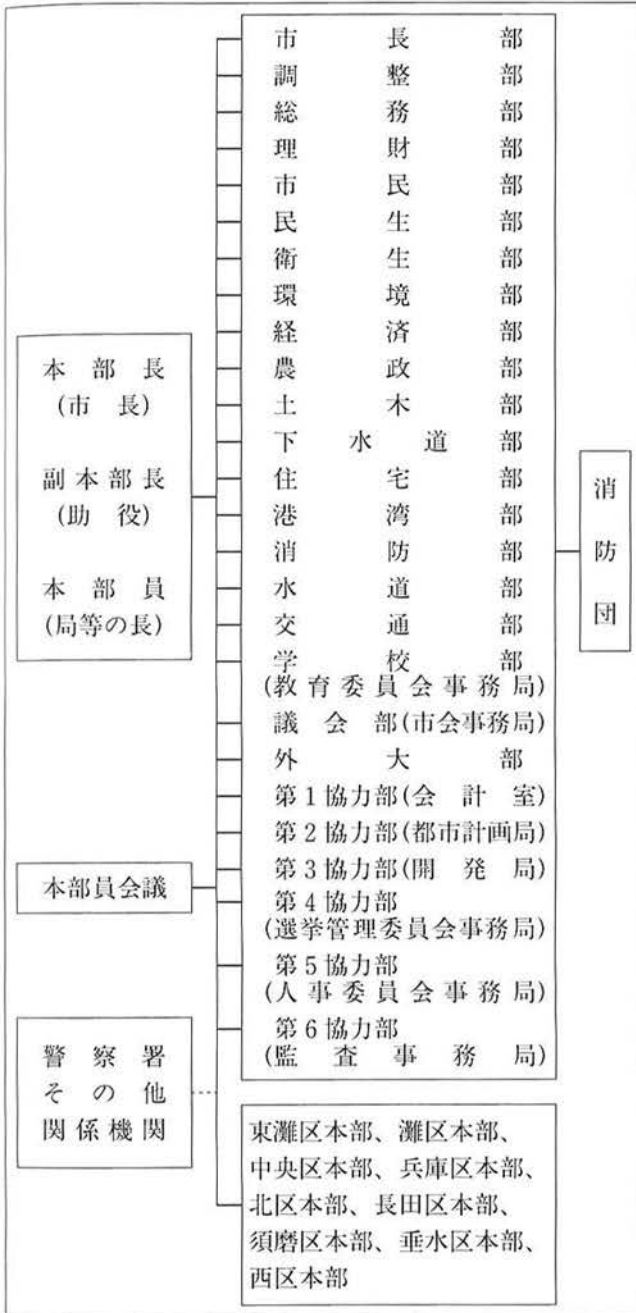 本部長
(市長)
副本部長
(助役)
本部員
(局等の長)
本部員会議
警察署
その他
関係機関
市長部
調整部
総務部
理財部
市民部
民生部
衛生部
環境部
経済部
農政部
土木部
下水道部
住宅部
港湾部
消防部
水道部
交通部
学校部
(教育委員会事務局)
議会部(市会事務局)
外大部
第1協力部(会計室)
第2協力部(都市計画局)
第3協力部(開発局)
第4協力部
(選挙管理委員会事務局)
第5協力部
(人事委員会事務局)
第6協力部
(監査事務局)
消防団
東灘区本部、灘区本部、
中央区本部、兵庫区本部、
北区本部、長田区本部、
須磨区本部、垂水区本部、
西区本部